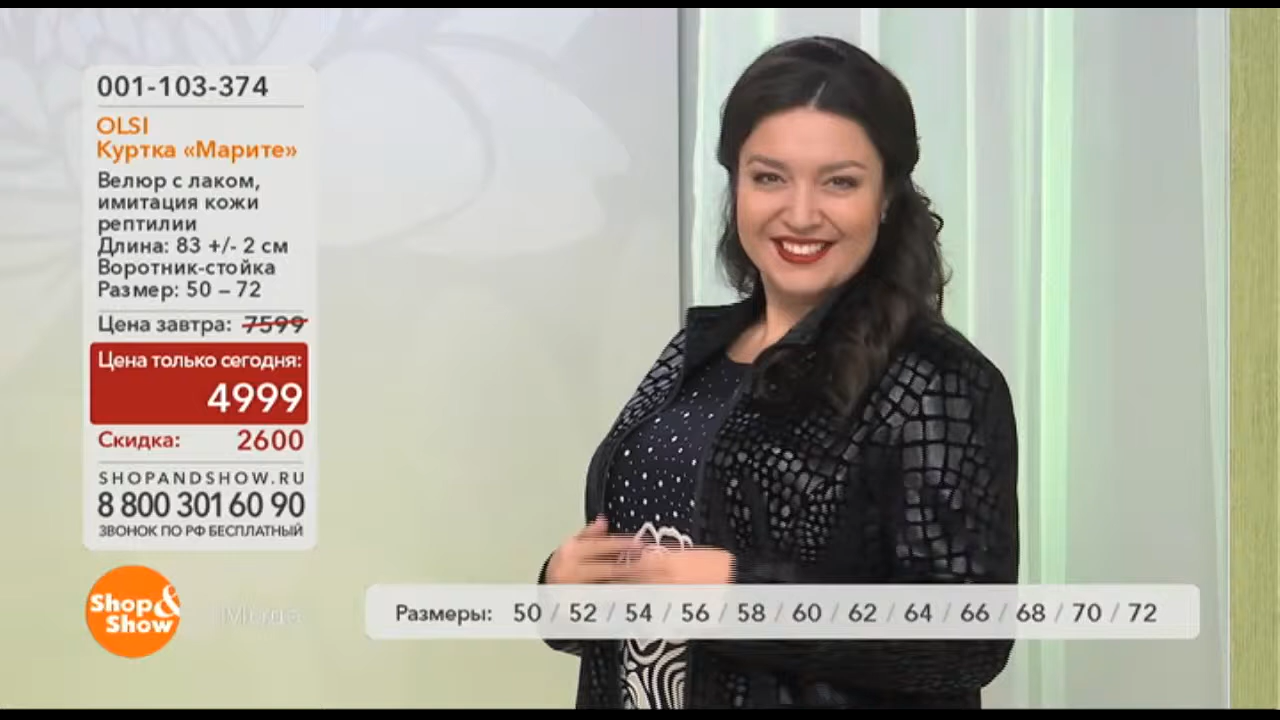 001-103-374
OLSI
Куртка «Марите»
Велюр с лаком,
имитация кожи
рептилии
Длина: 83 +/- 2 см
Воротник-стойка
Размер: 50 – 72
Цена завтра: 7599
Цена только сегодня:
4999
Скидка: 2600
SHOPANDSHOW.RU
8 800 301 60 90
ЗВОНОК ПО РФ БЕСПЛАТНЫЙ
Shop&
Show
Размеры: 50 / 52 / 54 / 56 / 58 / 60 / 62 / 64 / 66 / 68 / 70 / 72